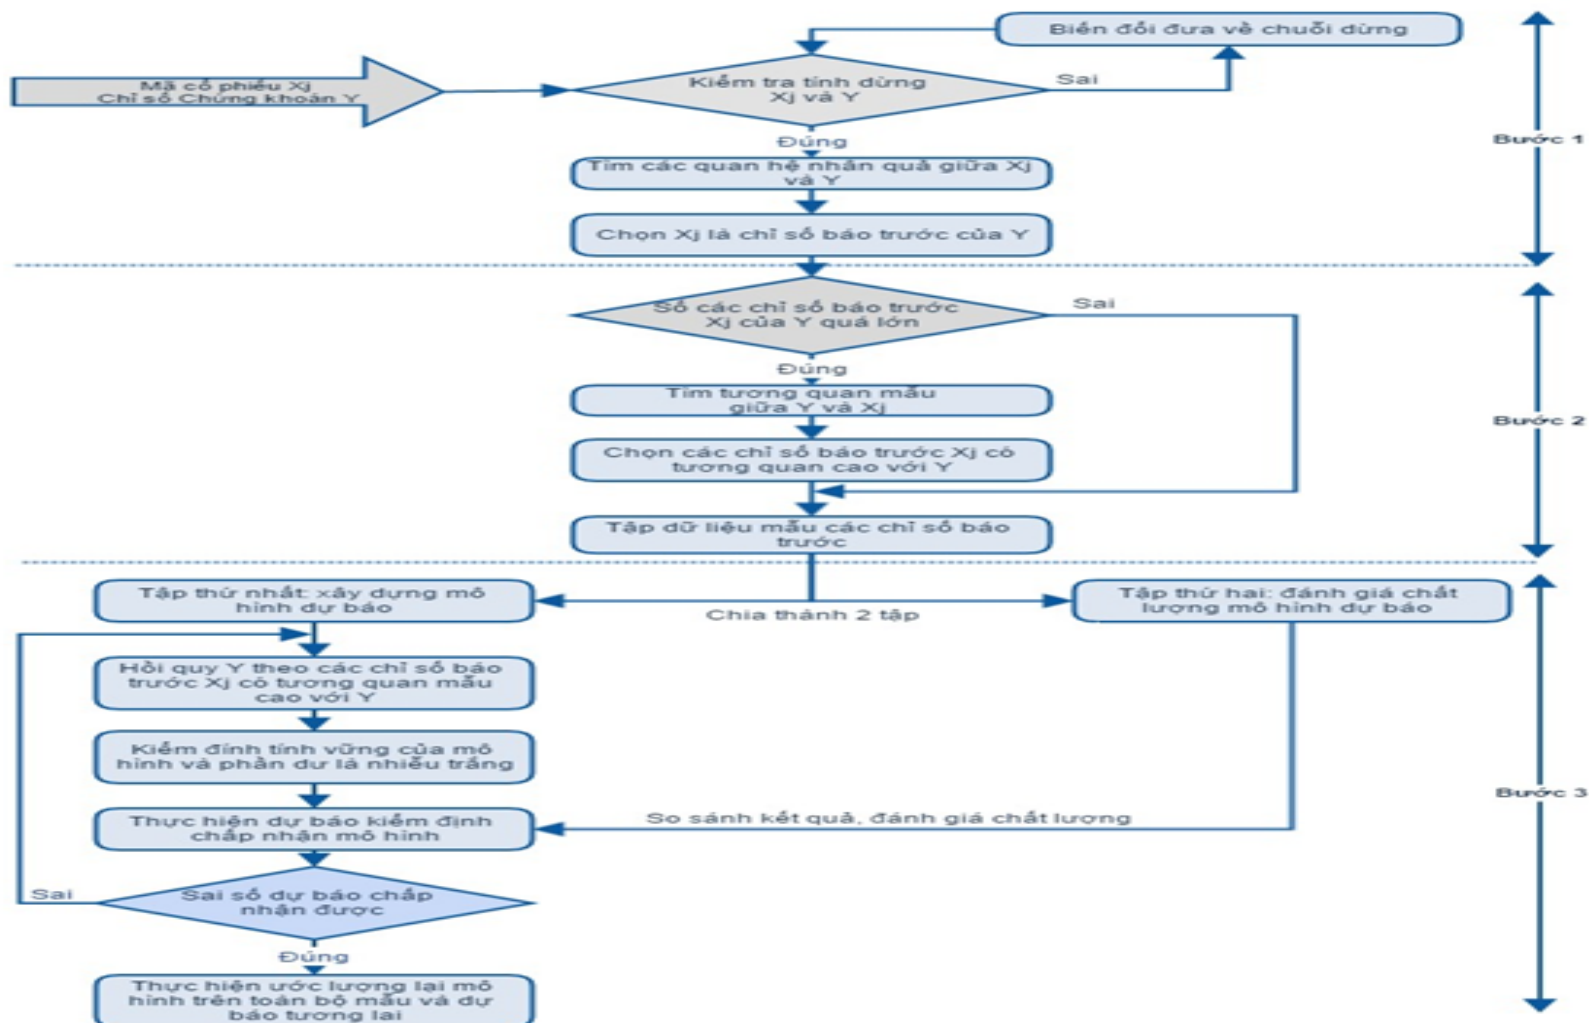 Biến đổi đưa về chuỗi dừng
Mã cổ phiếu Xj
Chỉ số Chứng khoán Y
Kiểm tra tính dừng
Xj và Y
Sai
Đúng
Bước 1
Tìm các quan hệ nhân quả giữa Xj
và Y
Chọn Xj là chỉ số báo trước của Y
Số các chỉ số báo trước
Xj của Y quá lớn
Sai
Đúng
Tìm tương quan mẫu
giữa Y và Xj
Bước 2
Chọn các chỉ số báo trước Xj có
tương quan cao với Y
Tập dữ liệu mẫu các chỉ số báo
trước
Tập thứ nhất: xây dựng mô
hình dự báo
Chia thành 2 tập
Tập thứ hai: đánh giá chất
lượng mô hình dự báo
Hồi quy Y theo các chỉ số báo
trước Xj có tương quan mẫu
cao với Y
Kiểm đính tính vững của mô
hình và phần dư là nhiễu trắng
Bước 3
Thực hiện dự báo kiểm định
chấp nhận mô hình
So sánh kết quả, đánh giá chất lượng
Sai
Sai số dự báo chấp
nhận được
Đúng
Thực hiện ước lượng lại mô
hình trên toàn bộ mẫu và dự
báo tương lai